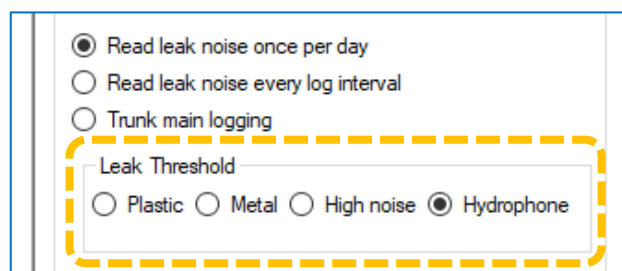 Read leak noise once per day
Read leak noise every log interval
Trunk main logging
Leak Threshold
Plastic Metal High noise Hydrophone